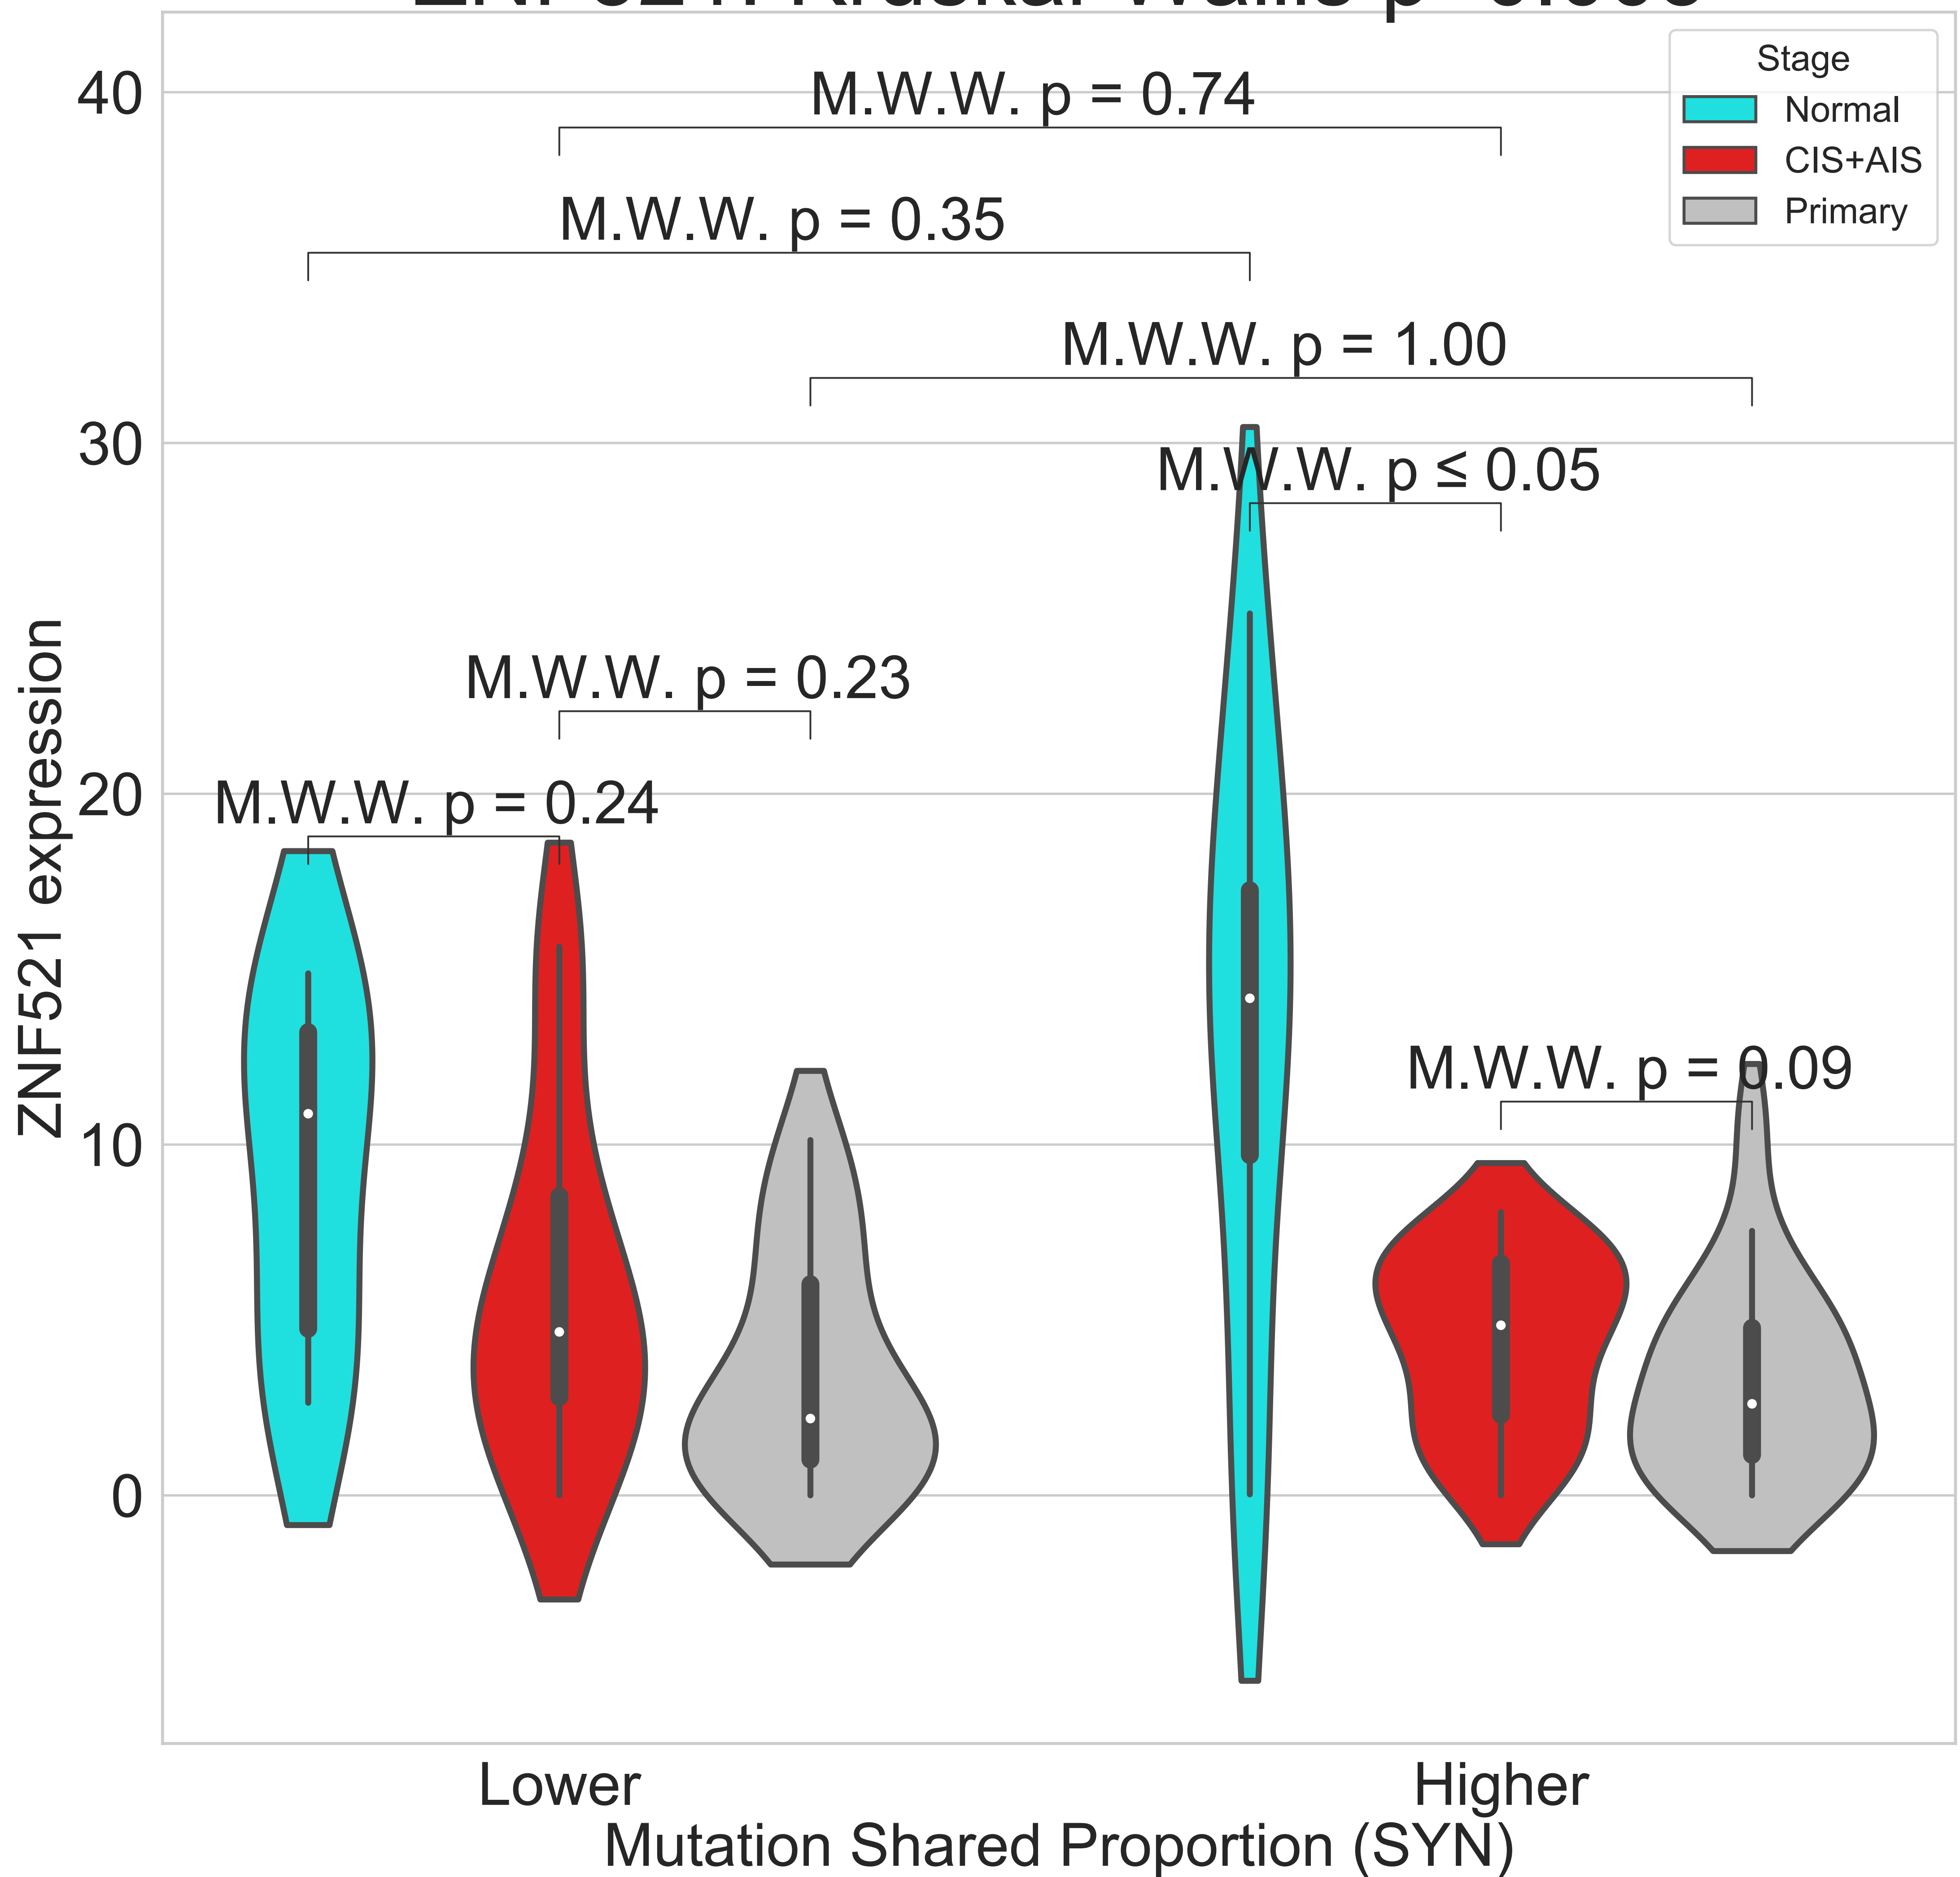 40
M.W.W. p = 0.74
Stage
Normal
CIS+AIS
Primary
M.W.W. p = 0.35
M.W.W. p = 1.00
30
M.W.W. p ≤ 0.05
M.W.W. p = 0.23
20
M.W.W. p = 0.24
ZNF521 expression
M.W.W. p = 0.09
10
0
Lower
Higher
Mutation Shared Proportion (SYN)